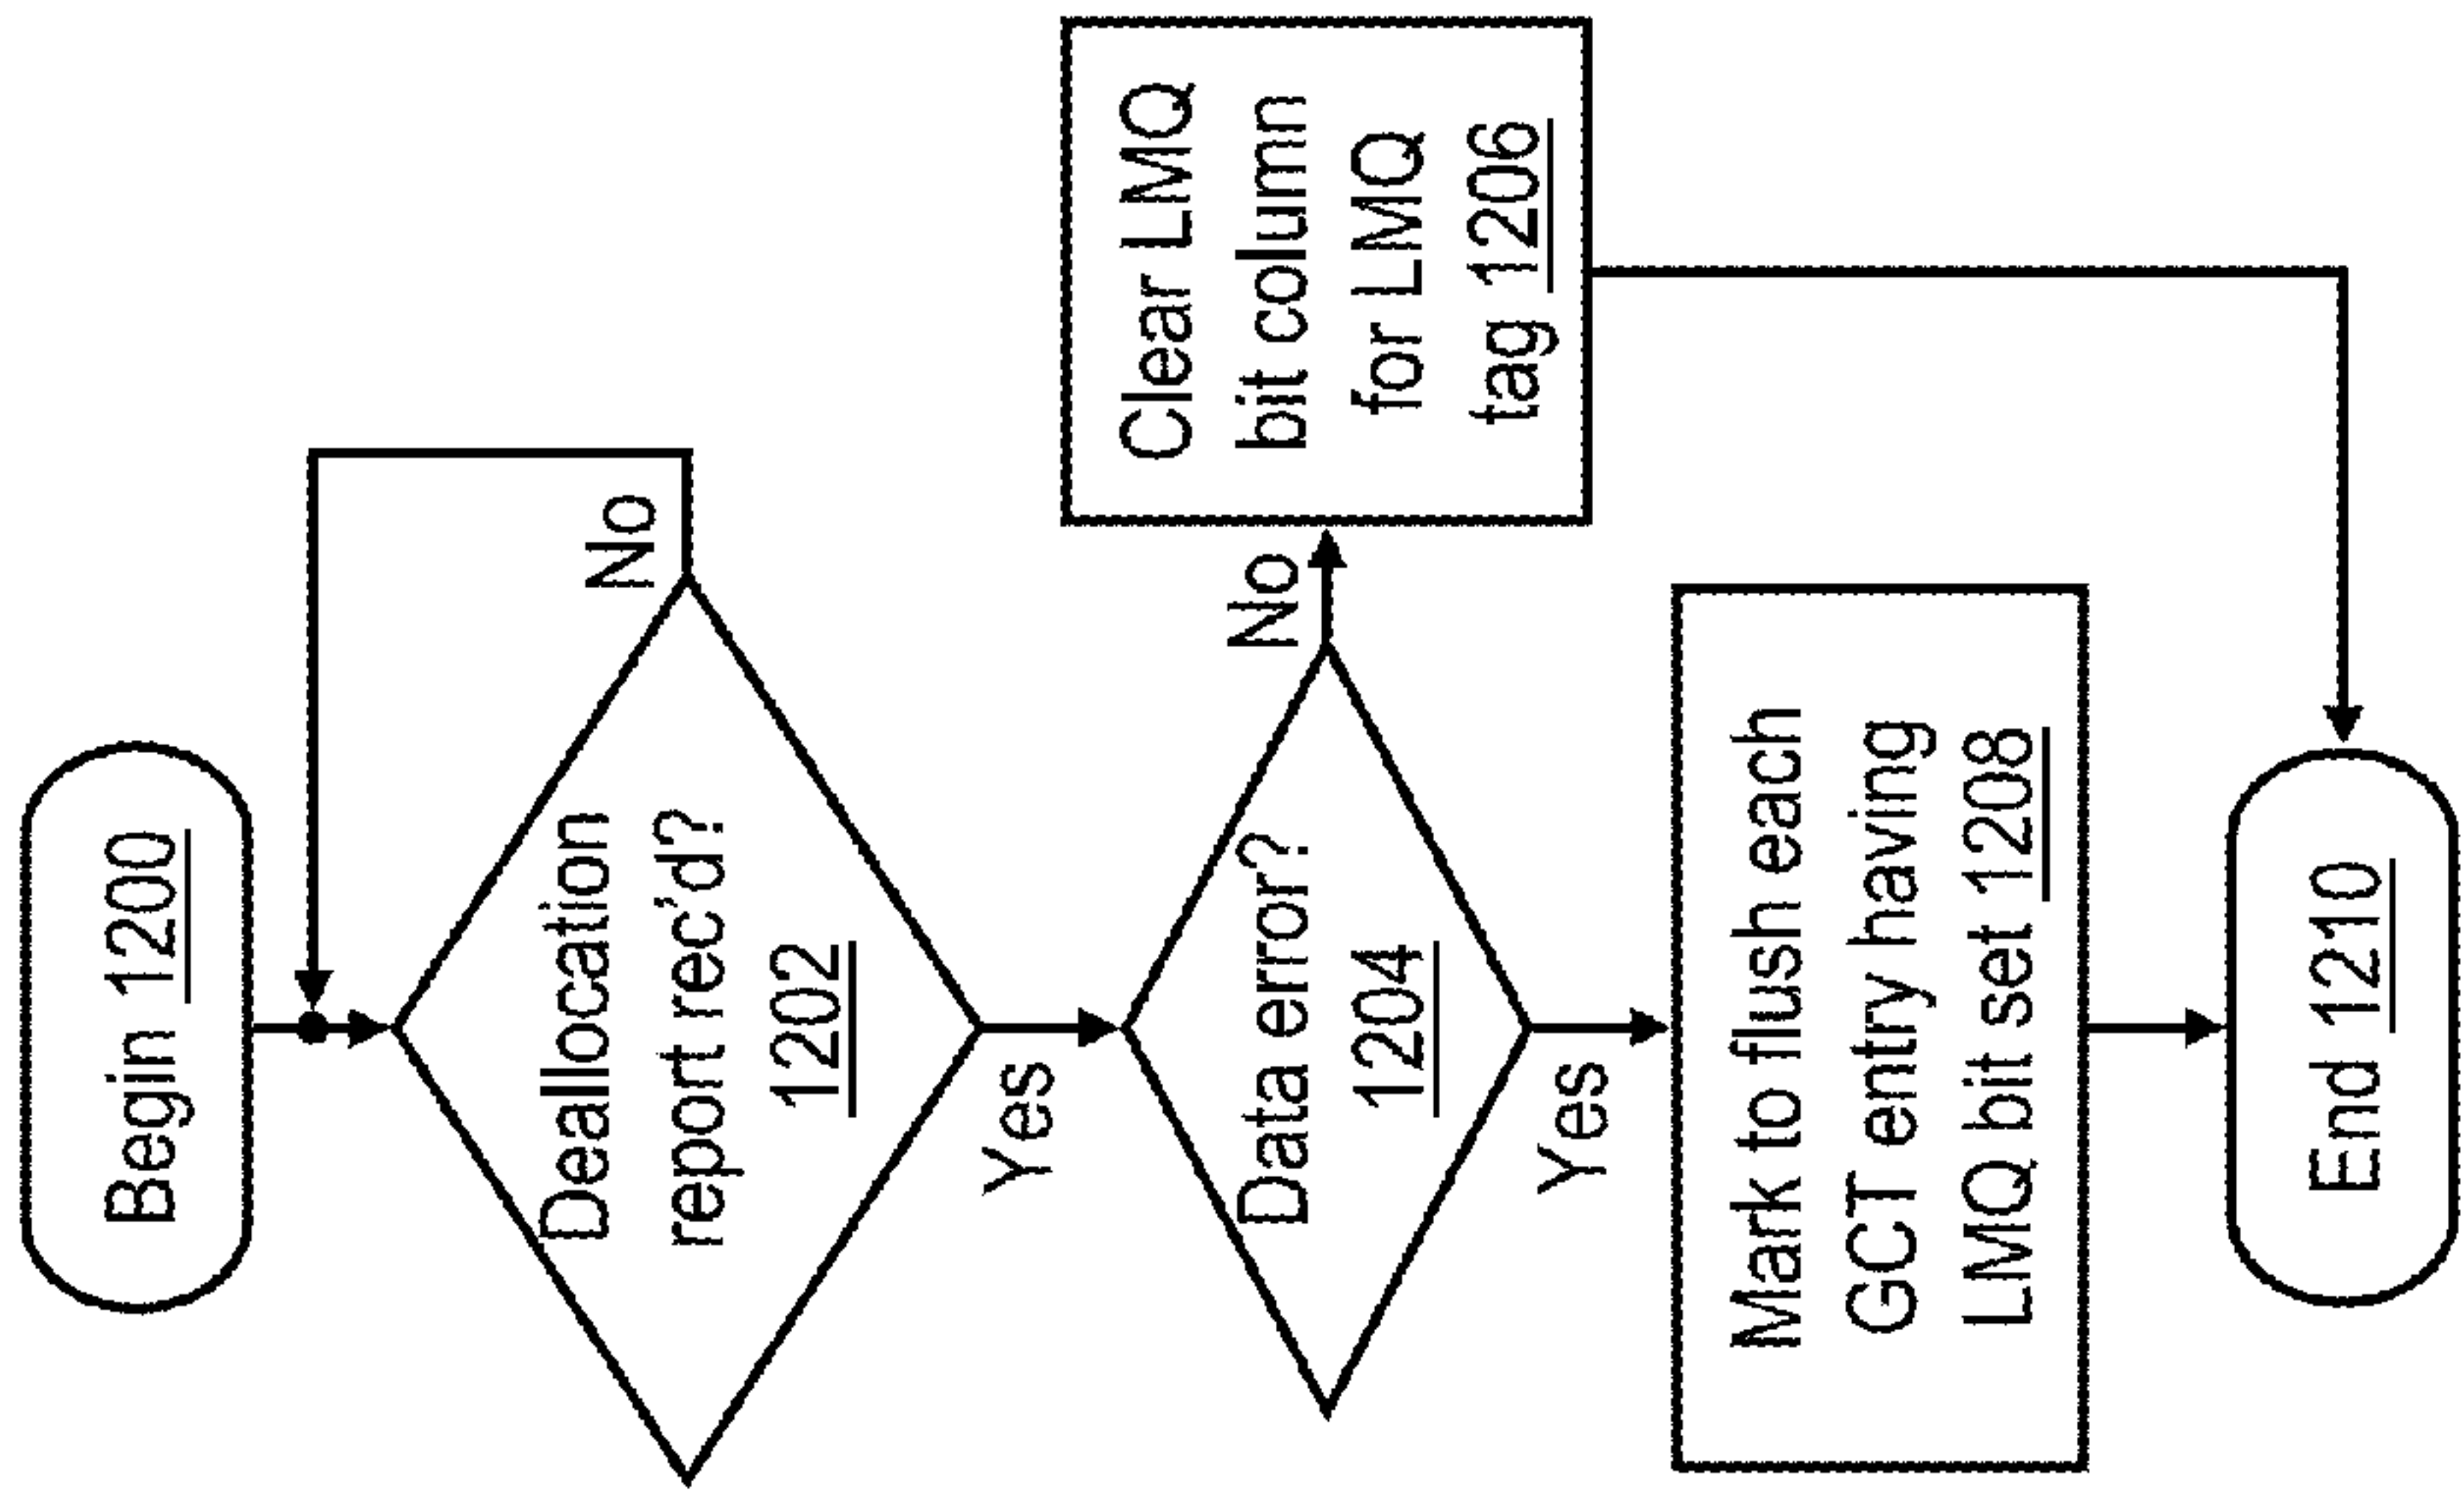 Begin 1200
Deallocation
report rec'd?
1202
No
Yes
Data error?
1204
No
Clear LMQ
bit column
for LMQ
tag 1206
Yes
Mark to flush each
GCT entry having
LMQ bit set 1208
End 1210